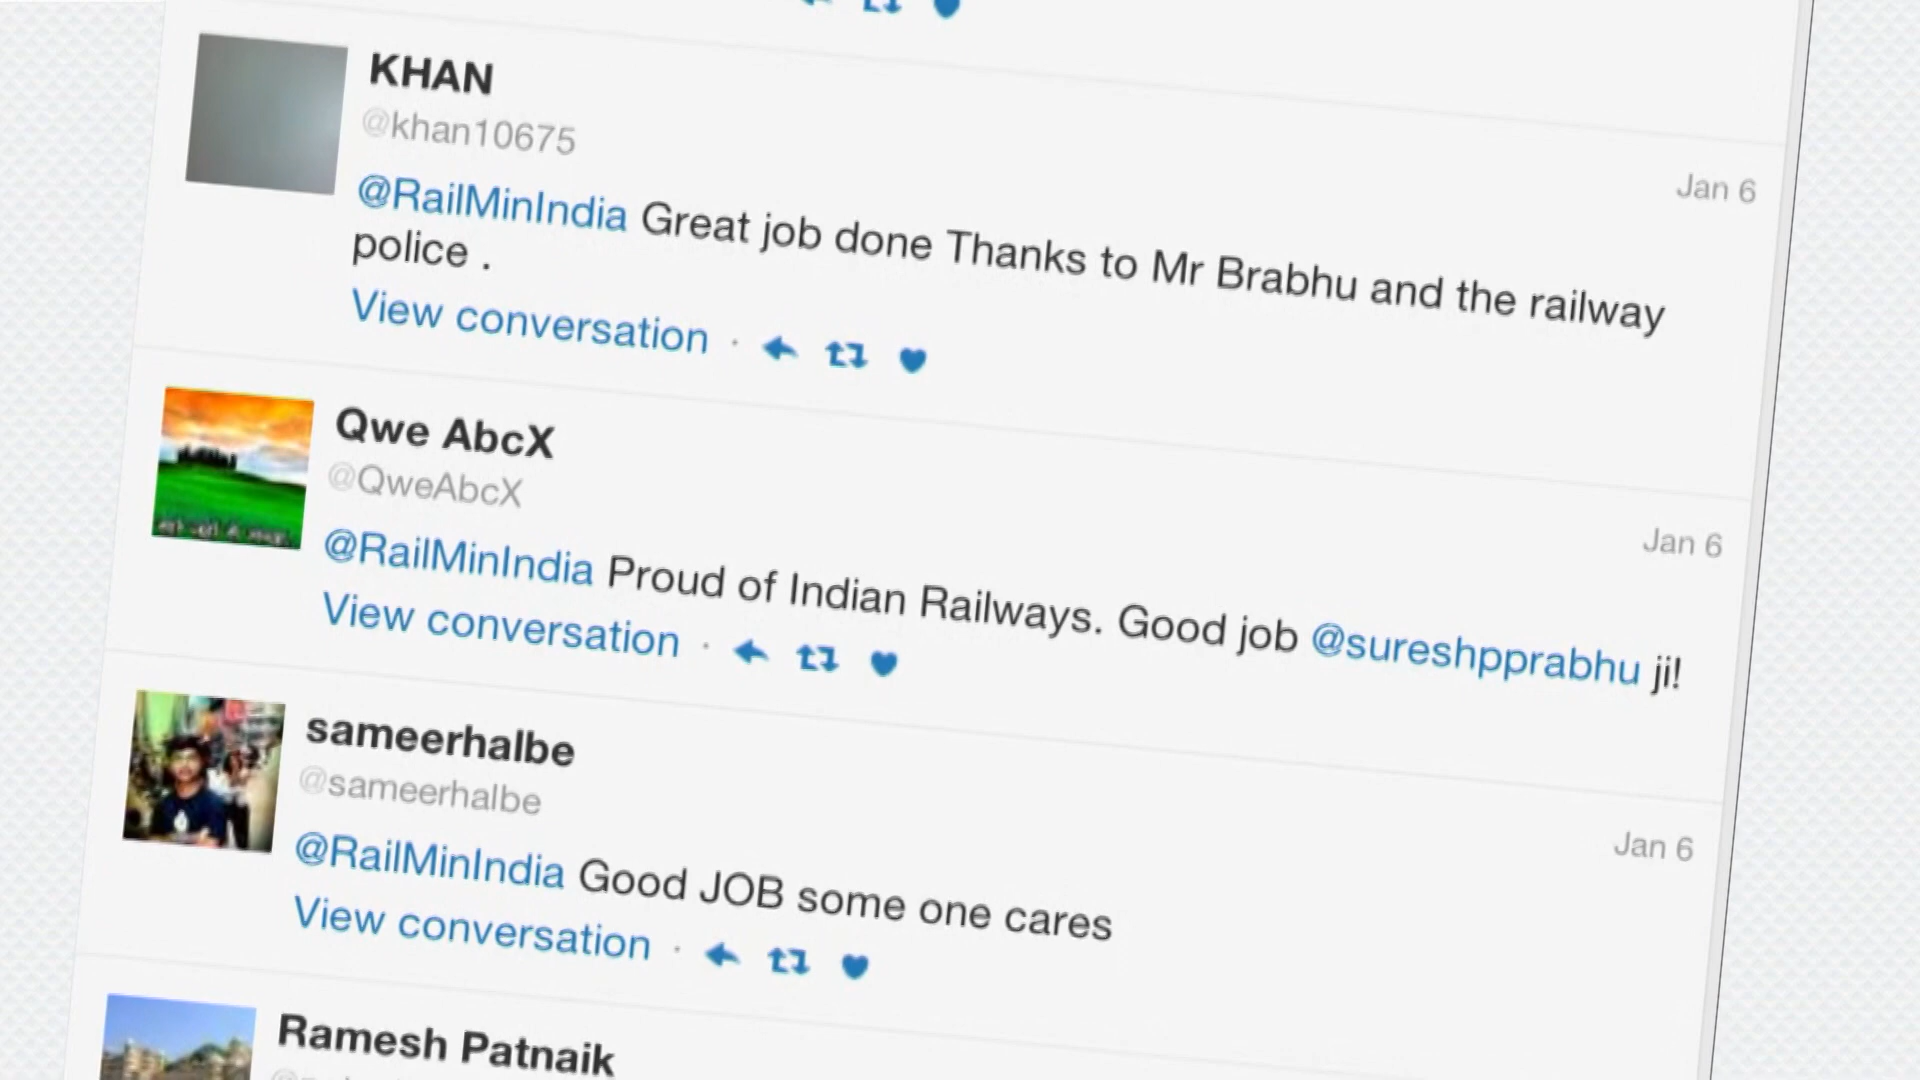 KHAN
@khan10675
Jan 6
@RailMinIndia Great job done Thanks to Mr Brabhu and the railway
police .
View conversation
Qwe AbcX
@QweAbcX
Jan 6
@RailMinIndia Proud of Indian Railways. Good job @sureshpprabhu ji!
View conversation
sameerhalbe
@sameerhalbe
Jan 6
@RailMinIndia Good JOB some one cares
View conversation
Ramesh Patnaik